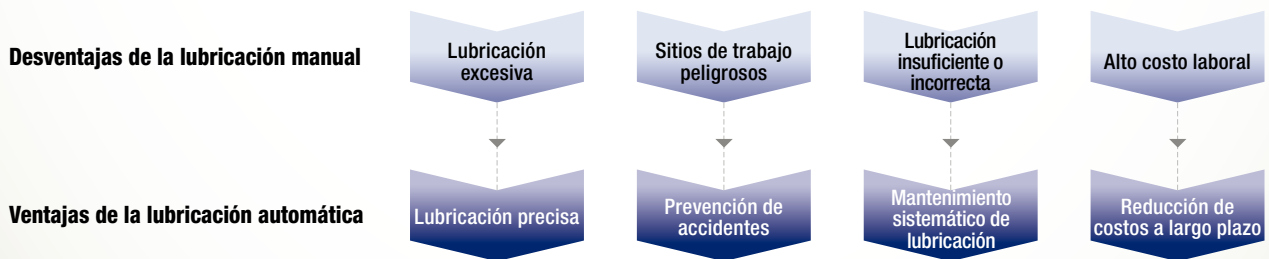 Desventajas de la lubricación manual
Lubricación
excesiva
Sitios de trabajo
peligrosos
Lubricación
insuficiente o
incorrecta
Alto costo laboral
Ventajas de la lubricación automática
Lubricación precisa
Prevención de
accidentes
Mantenimiento
sistemático de
lubricación
Reducción de
costos a largo plazo